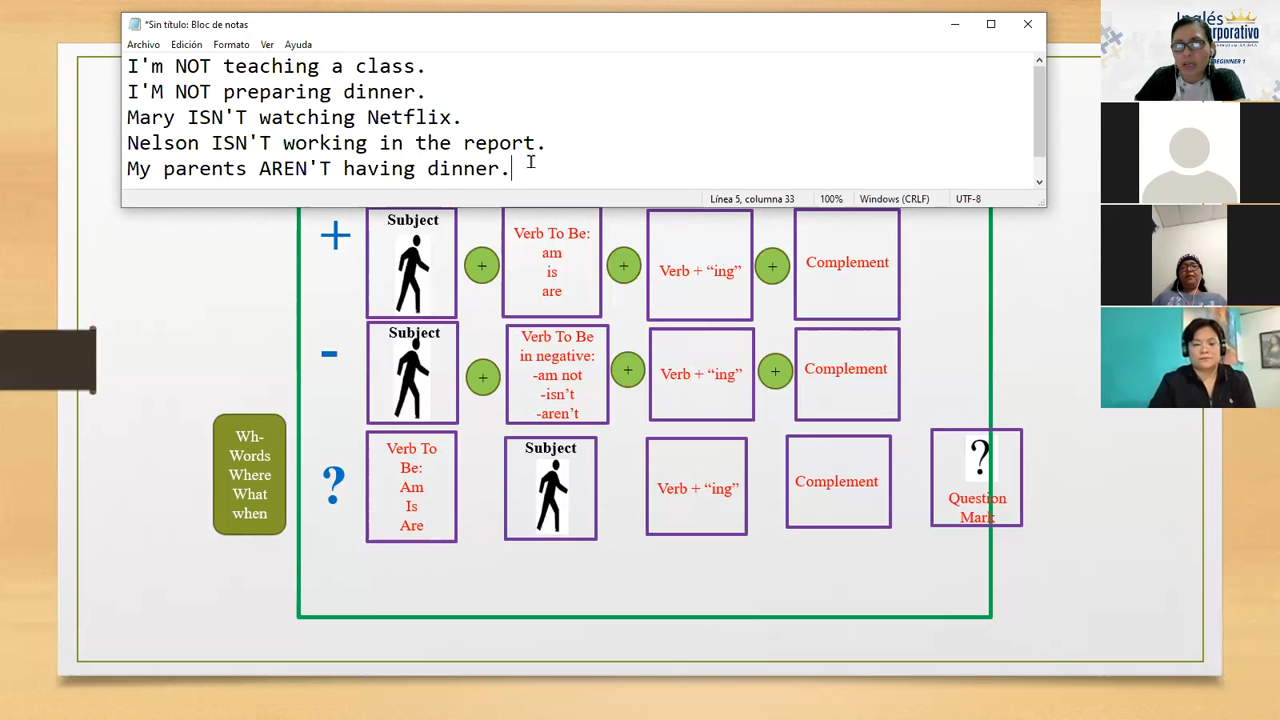 *Sin título: Bloc de notas
Archivo Edición Formato Ver Ayuda
I'm NOT teaching a class.
I'M NOT preparing dinner.
Mary ISN'T watching Netflix.
Nelson ISN'T working in the report.
My parents AREN'T having dinner.
Línea 5, columna 33 100% Windows (CRLF) UTF-8
Inglés
BEGINNER 1
+ Subject + Verb To Be:
am
is
are
+ Verb + “ing” + Complement
- Subject + Verb To Be
in negative:
-am not
-isn’t
-aren’t
+ Verb + “ing” + Complement
Wh-
Words
Where
What
when
? Verb To
Be:
Am
Is
Are
Subject
Verb + “ing”
Complement
?
Question
Mark